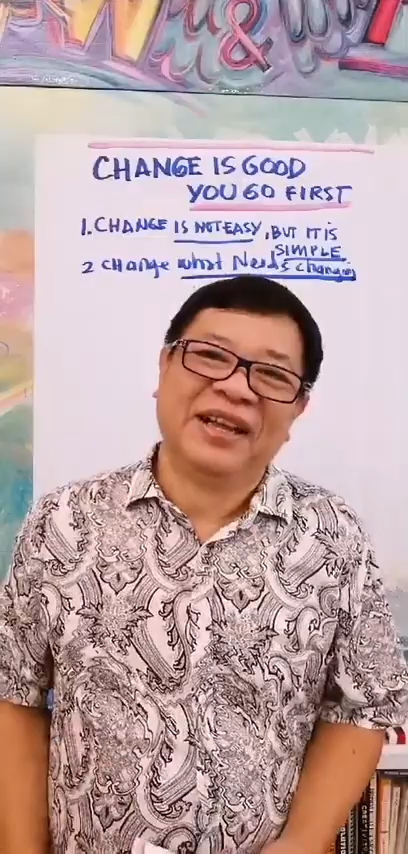 &
CHANGE IS GOOD
YOU GO FIRST
1. CHANGE IS NOT EASY, BUT IT IS
SIMPLE
2 CHANGE what Needs changing